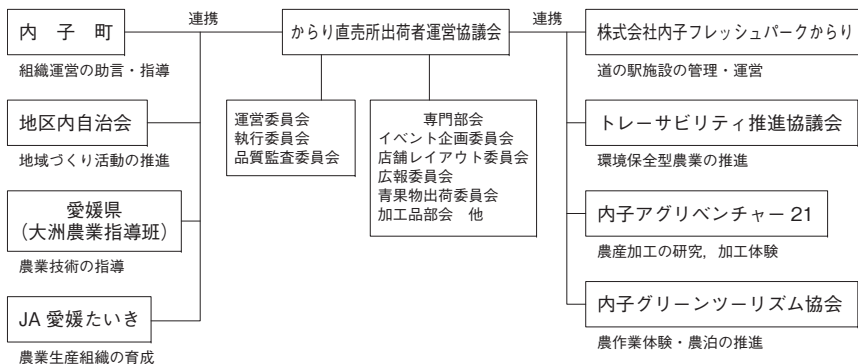 内 子 町
組織運営の助言・指導
地区内自治会
地域づくり活動の推進
愛媛県
（大洲農業指導班）
農業技術の指導
JA 愛媛たいき
農業生産組織の育成
連携
からり直売所出荷者運営協議会
運営委員会
執行委員会
品質監査委員会
専門部会
イベント企画委員会
店舗レイアウト委員会
広報委員会
青果物出荷委員会
加工品部会　他
連携
株式会社内子フレッシュパークからり
道の駅施設の管理・運営
トレーサビリティ推進協議会
環境保全型農業の推進
内子アグリベンチャー 21
農産加工の研究，加工体験
内子グリーンツーリズム協会
農作業体験・農泊の推進